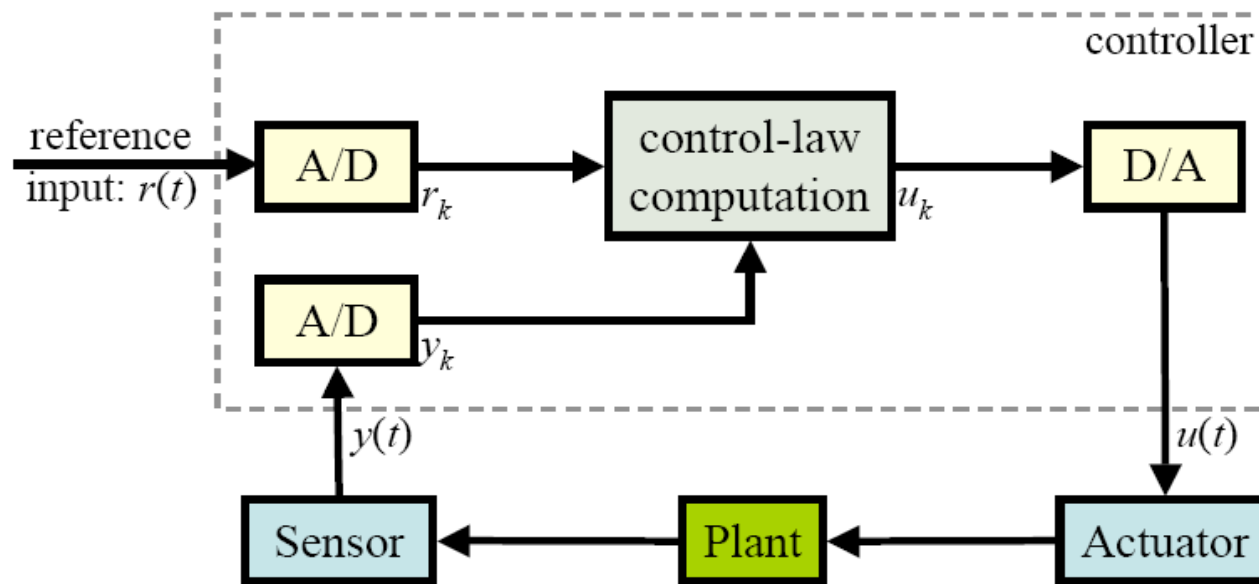 controller
reference
input: r(t)
A/D
r_k
control-law
computation
u_k
D/A
A/D
y_k
y(t)
u(t)
Sensor
Plant
Actuator